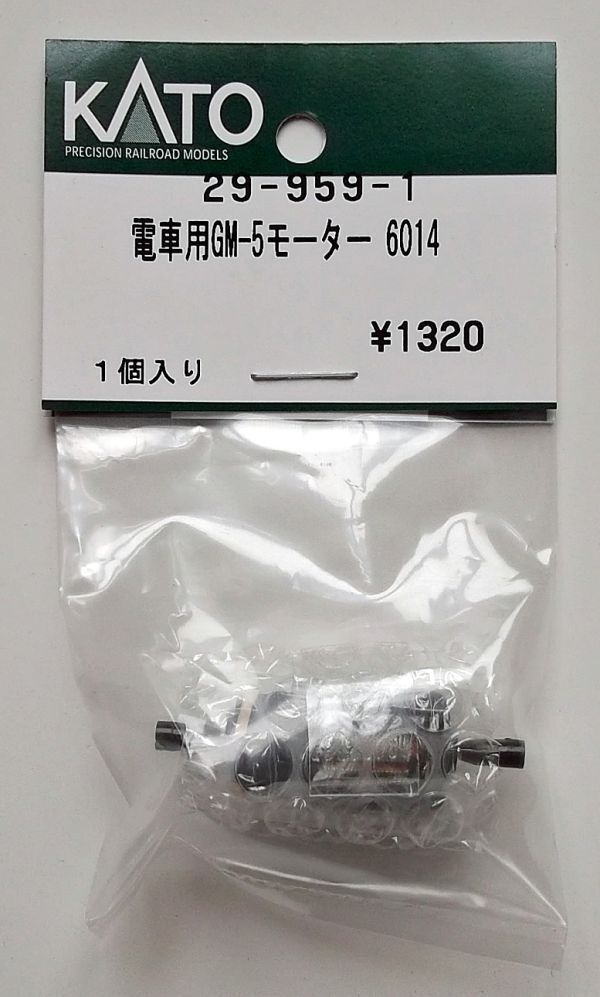 KATO
PRECISION RAILROAD MODELS
29-959-1
電車用GM-5モーター 6014
¥1320
1個入り